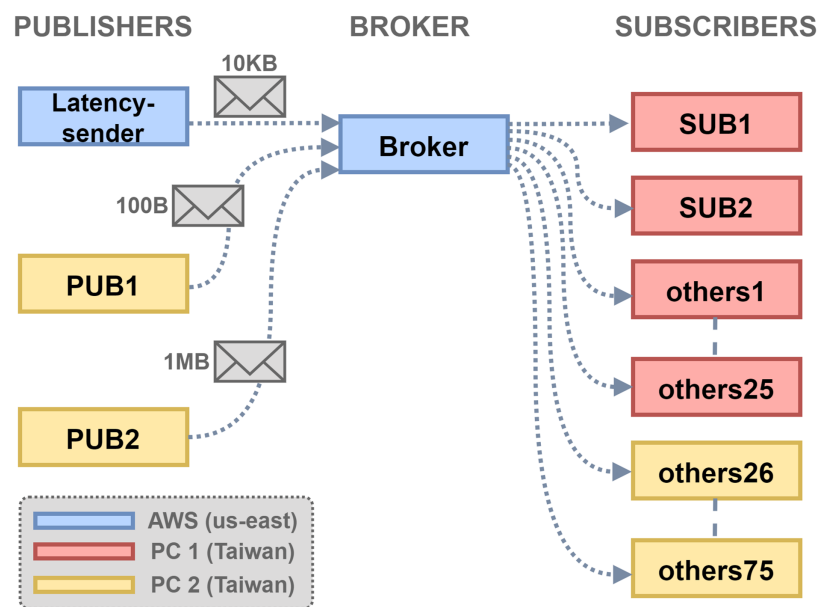 PUBLISHERS
BROKER
SUBSCRIBERS
10KB
Latency-
sender
Broker
SUB1
100B
SUB2
PUB1
others1
1MB
others25
PUB2
others26
AWS (us-east)
PC 1 (Taiwan)
PC 2 (Taiwan)
others75